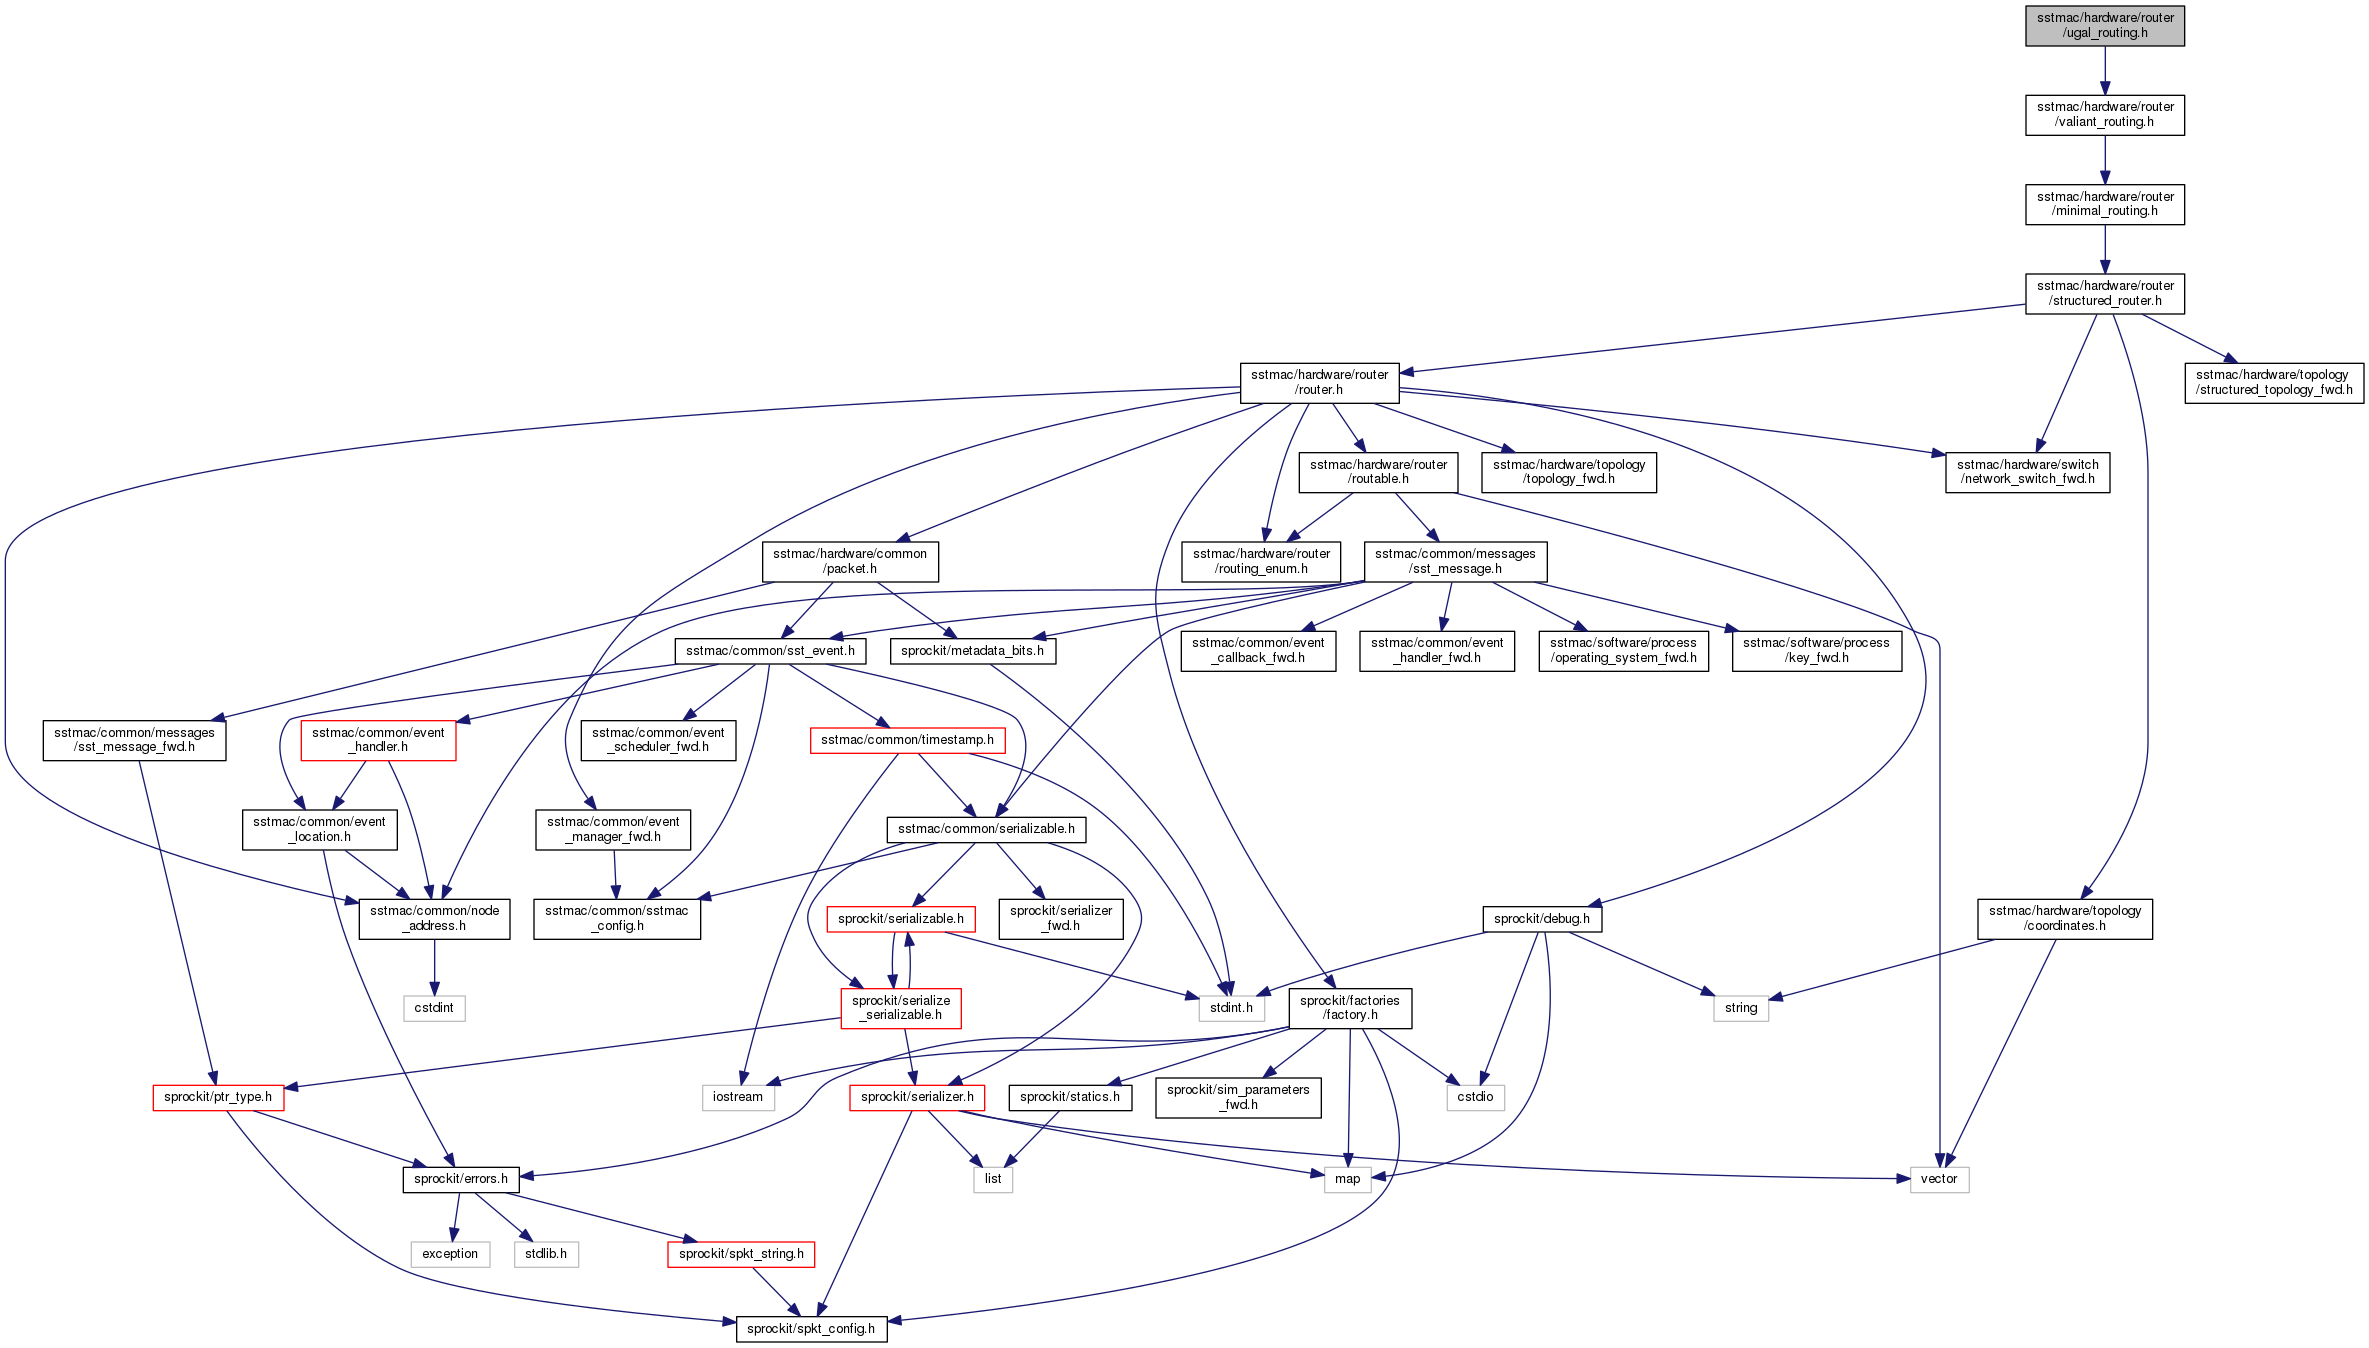 sstmac/hardware/router
/ugal_routing.h
sstmac/hardware/router
/valiant_routing.h
sstmac/hardware/router
/minimal_routing.h
sstmac/hardware/router
/structured_router.h
sstmac/hardware/router
/router.h
sstmac/hardware/topology
/structured_topology_fwd.h
sstmac/hardware/router
/routable.h
sstmac/hardware/topology
/topology_fwd.h
sstmac/hardware/switch
/network_switch_fwd.h
sstmac/hardware/common
/packet.h
sstmac/hardware/router
/routing_enum.h
sstmac/common/messages
/sst_message.h
sstmac/common/sst_event.h
sprockit/metadata_bits.h
sstmac/common/event
_callback_fwd.h
sstmac/common/event
_handler_fwd.h
sstmac/software/process
/operating_system_fwd.h
sstmac/software/process
/key_fwd.h
sstmac/common/messages
/sst_message_fwd.h
sstmac/common/event
_handler.h
sstmac/common/event
_scheduler_fwd.h
sstmac/common/timestamp.h
sstmac/common/event
_location.h
sstmac/common/event
_manager_fwd.h
sstmac/common/serializable.h
sstmac/common/node
_address.h
sstmac/common/sstmac
_config.h
sprockit/serializable.h
sprockit/serializer
_fwd.h
sprockit/debug.h
sstmac/hardware/topology
/coordinates.h
cstdint
sprockit/serialize
_serializable.h
stdint.h
sprockit/factories
/factory.h
string
sprockit/ptr_type.h
iostream
sprockit/serializer.h
sprockit/statics.h
sprockit/sim_parameters
_fwd.h
cstdio
sprockit/errors.h
list
map
vector
exception
stdlib.h
sprockit/spkt_string.h
sprockit/spkt_config.h